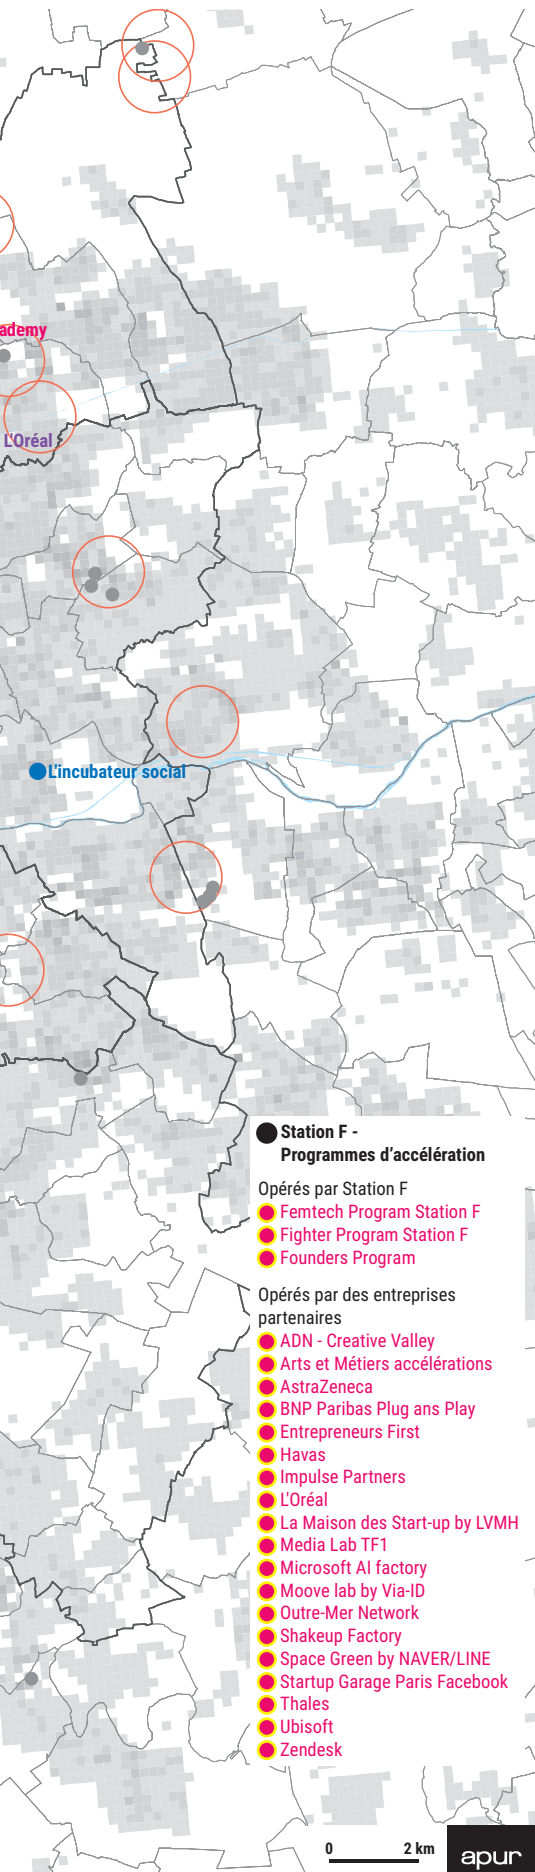 ademy
L'Oréal
L'incubateur social
Station F -
Programmes d'accélération
Opérés par Station F
Femtech Program Station F
Fighter Program Station F
Founders Program
Opérés par des entreprises
partenaires
ADN - Creative Valley
Arts et Métiers accélérations
AstraZeneca
BNP Paribas Plug ans Play
Entrepreneurs First
Havas
Impulse Partners
L'Oréal
La Maison des Start-up by LVMH
Media Lab TF1
Microsoft AI factory
Moove lab by Via-ID
Outre-Mer Network
Shakeup Factory
Space Green by NAVER/LINE
Startup Garage Paris Facebook
Thales
Ubisoft
Zendesk
0 2 km
apur